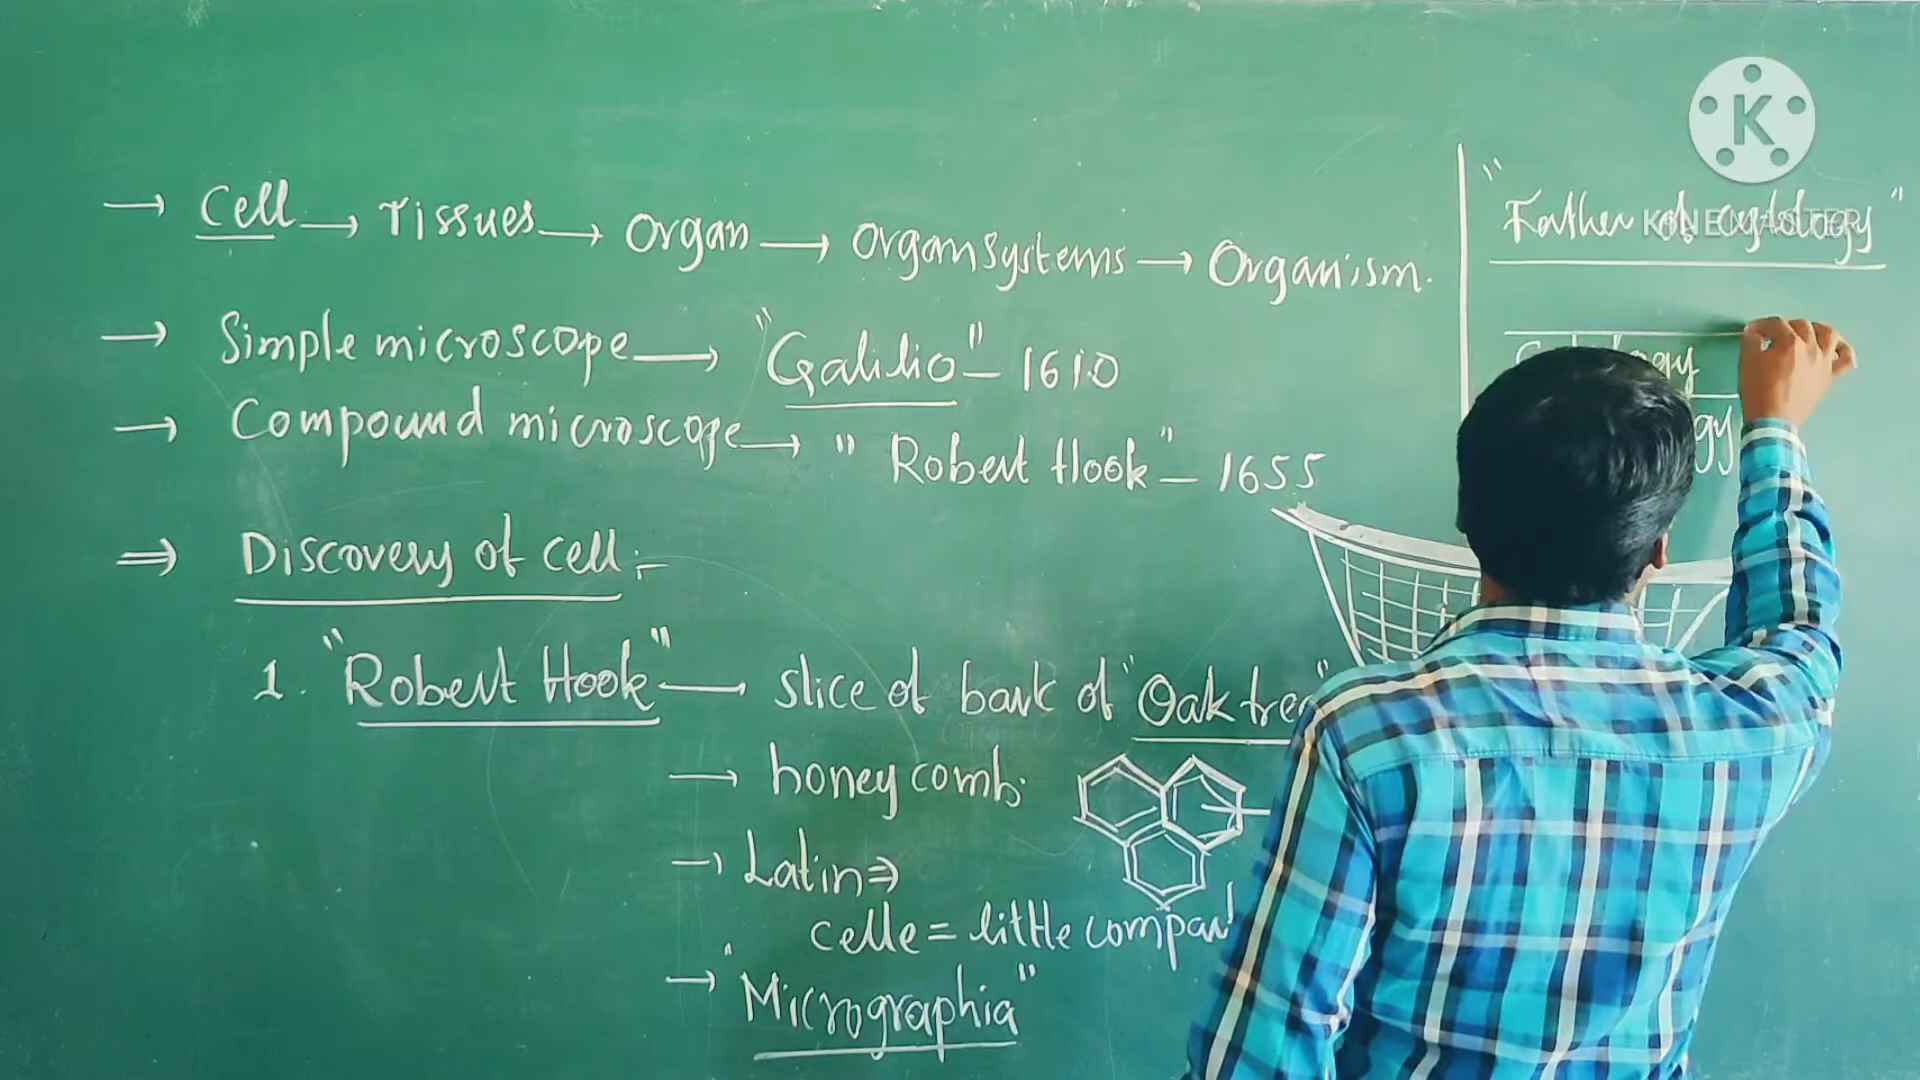 → Cell → Tissues → Organ → Organ systems → Organism.
→ Simple microscope → "Galilio" - 1610
→ Compound microscope → "Robert Hook" - 1655
⇒ Discovery of cell :-
1. "Robert Hook" → slice of bark of "Oak tree"
→ honey comb.
→ Latin ⇒
celle = little compart
→ "Micrographia"
"Father of cytology"
K
KINEMASTER